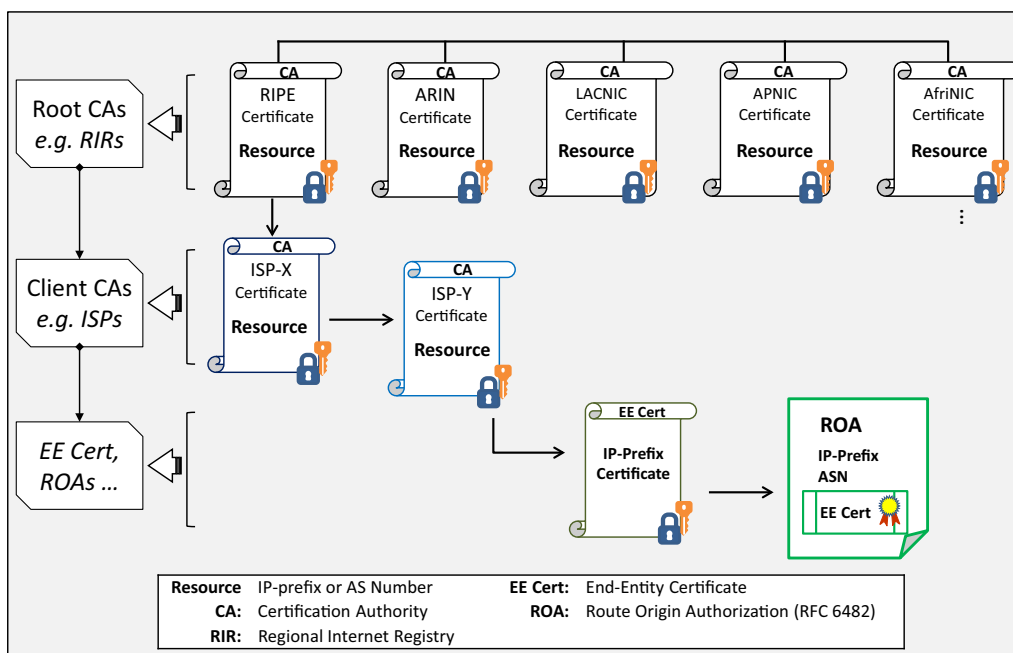 Root CAs
e.g. RIRs
CA
RIPE
Certificate
Resource
CA
ARIN
Certificate
Resource
CA
LACNIC
Certificate
Resource
CA
APNIC
Certificate
Resource
CA
AfriNIC
Certificate
Resource
...
Client CAs
e.g. ISPs
CA
ISP-X
Certificate
Resource
CA
ISP-Y
Certificate
Resource
EE Cert,
ROAs ...
EE Cert
IP-Prefix
Certificate
ROA
IP-Prefix
ASN
EE Cert
Resource IP-prefix or AS Number
CA: Certification Authority
RIR: Regional Internet Registry
EE Cert: End-Entity Certificate
ROA: Route Origin Authorization (RFC 6482)